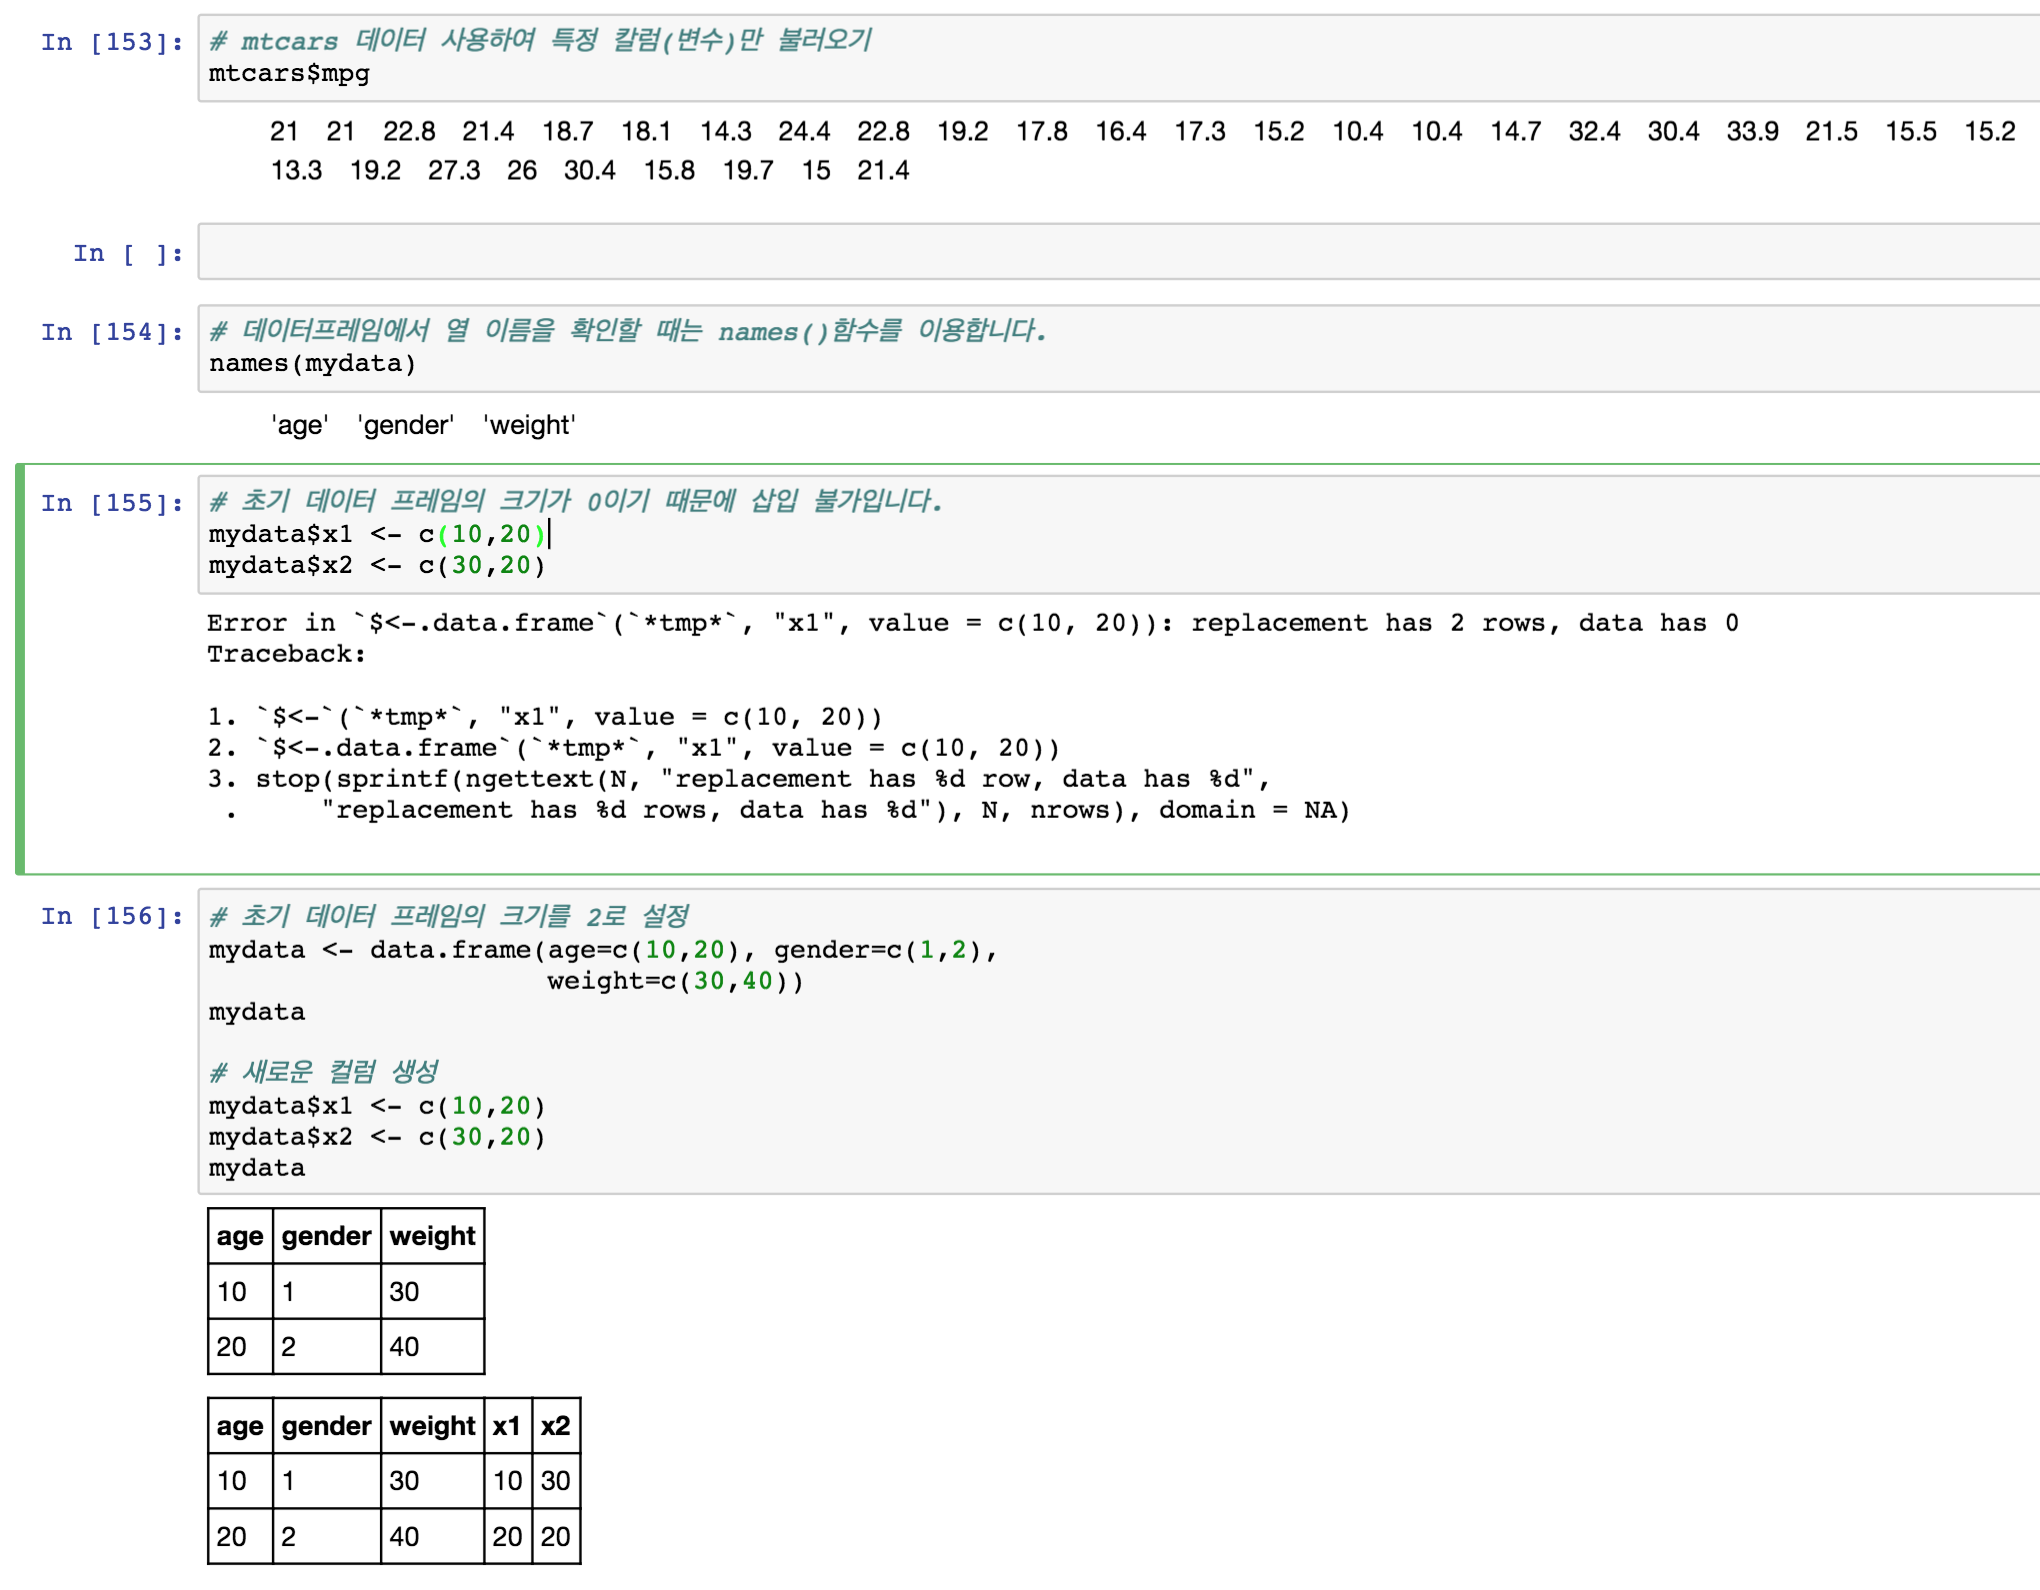 In [153]:
# mtcars 데이터 사용하여 특정 칼럼(변수)만 불러오기
mtcars$mpg
21 21 22.8 21.4 18.7 18.1 14.3 24.4 22.8 19.2 17.8 16.4 17.3 15.2 10.4 10.4 14.7 32.4 30.4 33.9 21.5 15.5 15.2
13.3 19.2 27.3 26 30.4 15.8 19.7 15 21.4
In [ ]:
In [154]:
# 데이터프레임에서 열 이름을 확인할 때는 names()함수를 이용합니다.
names(mydata)
'age' 'gender' 'weight'
In [155]:
# 초기 데이터 프레임의 크기가 0이기 때문에 삽입 불가입니다.
mydata$x1 <- c(10,20)
mydata$x2 <- c(30,20)
Error in `$<-.data.frame`(`*tmp*`, "x1", value = c(10, 20)): replacement has 2 rows, data has 0
Traceback:
1. `$<-`(`*tmp*`, "x1", value = c(10, 20))
2. `$<-.data.frame`(`*tmp*`, "x1", value = c(10, 20))
3. stop(sprintf(ngettext(N, "replacement has %d row, data has %d",
. "replacement has %d rows, data has %d"), N, nrows), domain = NA)
In [156]:
# 초기 데이터 프레임의 크기를 2로 설정
mydata <- data.frame(age=c(10,20), gender=c(1,2),
weight=c(30,40))
mydata
# 새로운 컬럼 생성
mydata$x1 <- c(10,20)
mydata$x2 <- c(30,20)
mydata
age gender weight
10 1 30
20 2 40
age gender weight x1 x2
10 1 30 10 30
20 2 40 20 20